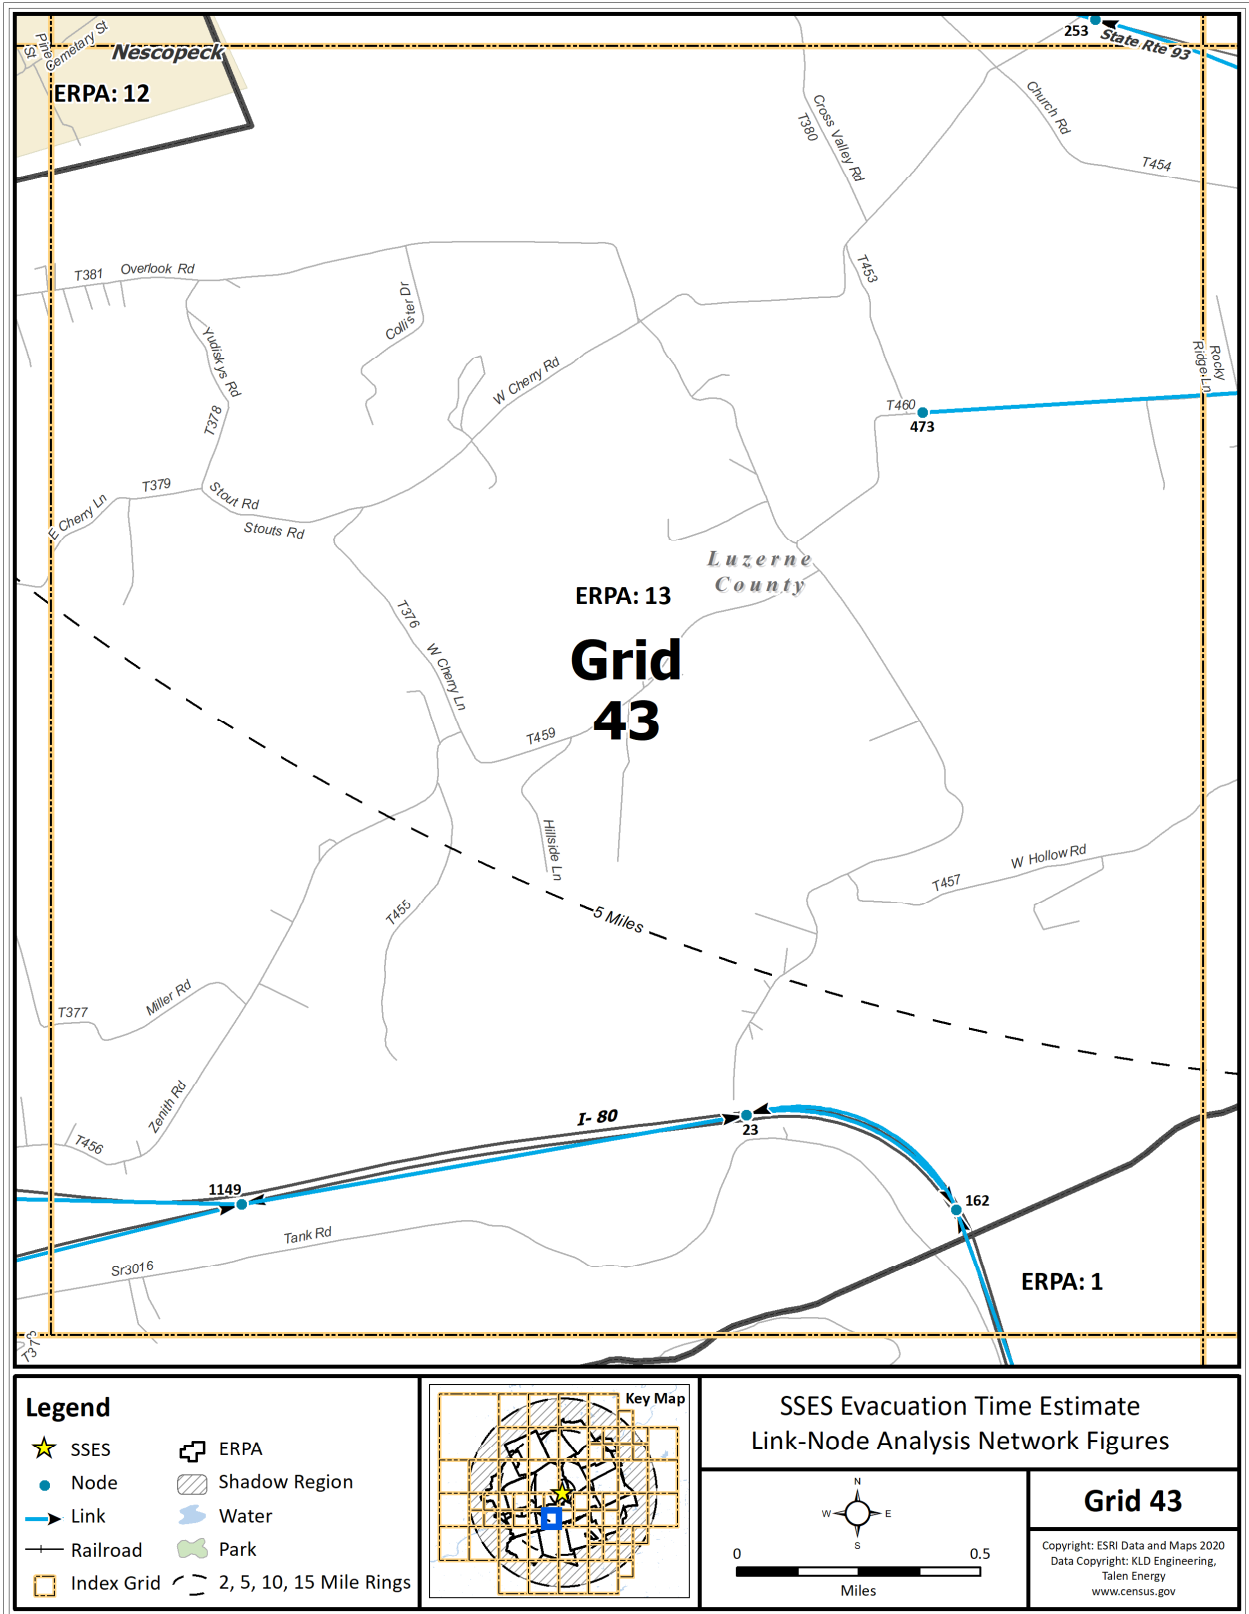 Pine St
Cemetary St
Nescopeck
ERPA: 12
253
State Rte 93
Church Rd
T454
Cross Valley Rd
T380
T453
T381
Overlook Rd
Collister Dr
Yudiskys Rd
T378
W Cherry Rd
Rocky
Ridge Ln
T460
473
T379
E Cherry Ln
Stout Rd
Stouts Rd
Luzerne
County
ERPA: 13
Grid
43
T376
W Cherry Ln
T459
Hillside Ln
W Hollow Rd
T457
T455
5 Miles
T377
Miller Rd
Zenith Rd
T456
I- 80
23
1149
162
Tank Rd
Sr3016
ERPA: 1
T373
Legend
SSES
Node
Link
Railroad
Index Grid
ERPA
Shadow Region
Water
Park
2, 5, 10, 15 Mile Rings
Key Map
SSES Evacuation Time Estimate
Link-Node Analysis Network Figures
N
W
E
S
0
0.5
Miles
Grid 43
Copyright: ESRI Data and Maps 2020
Data Copyright: KLD Engineering,
Talen Energy
www.census.gov